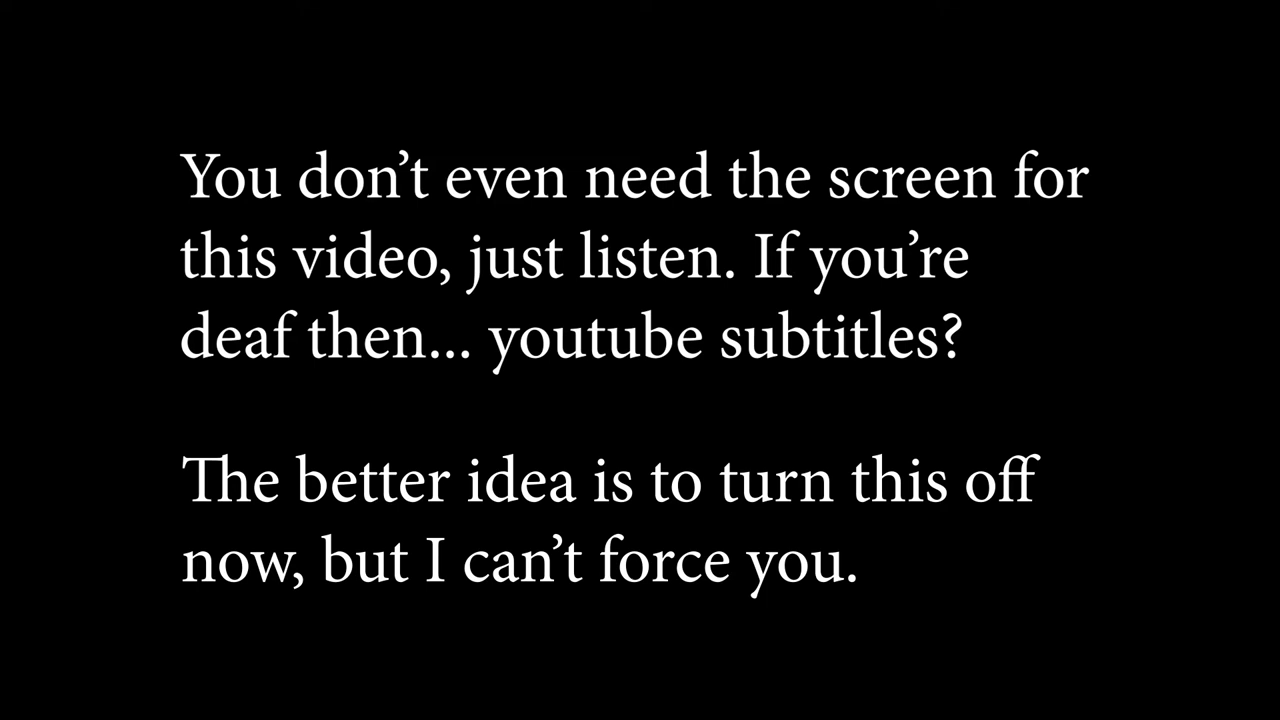 You don’t even need the screen for
this video, just listen. If you’re
deaf then... youtube subtitles?
The better idea is to turn this off
now, but I can’t force you.